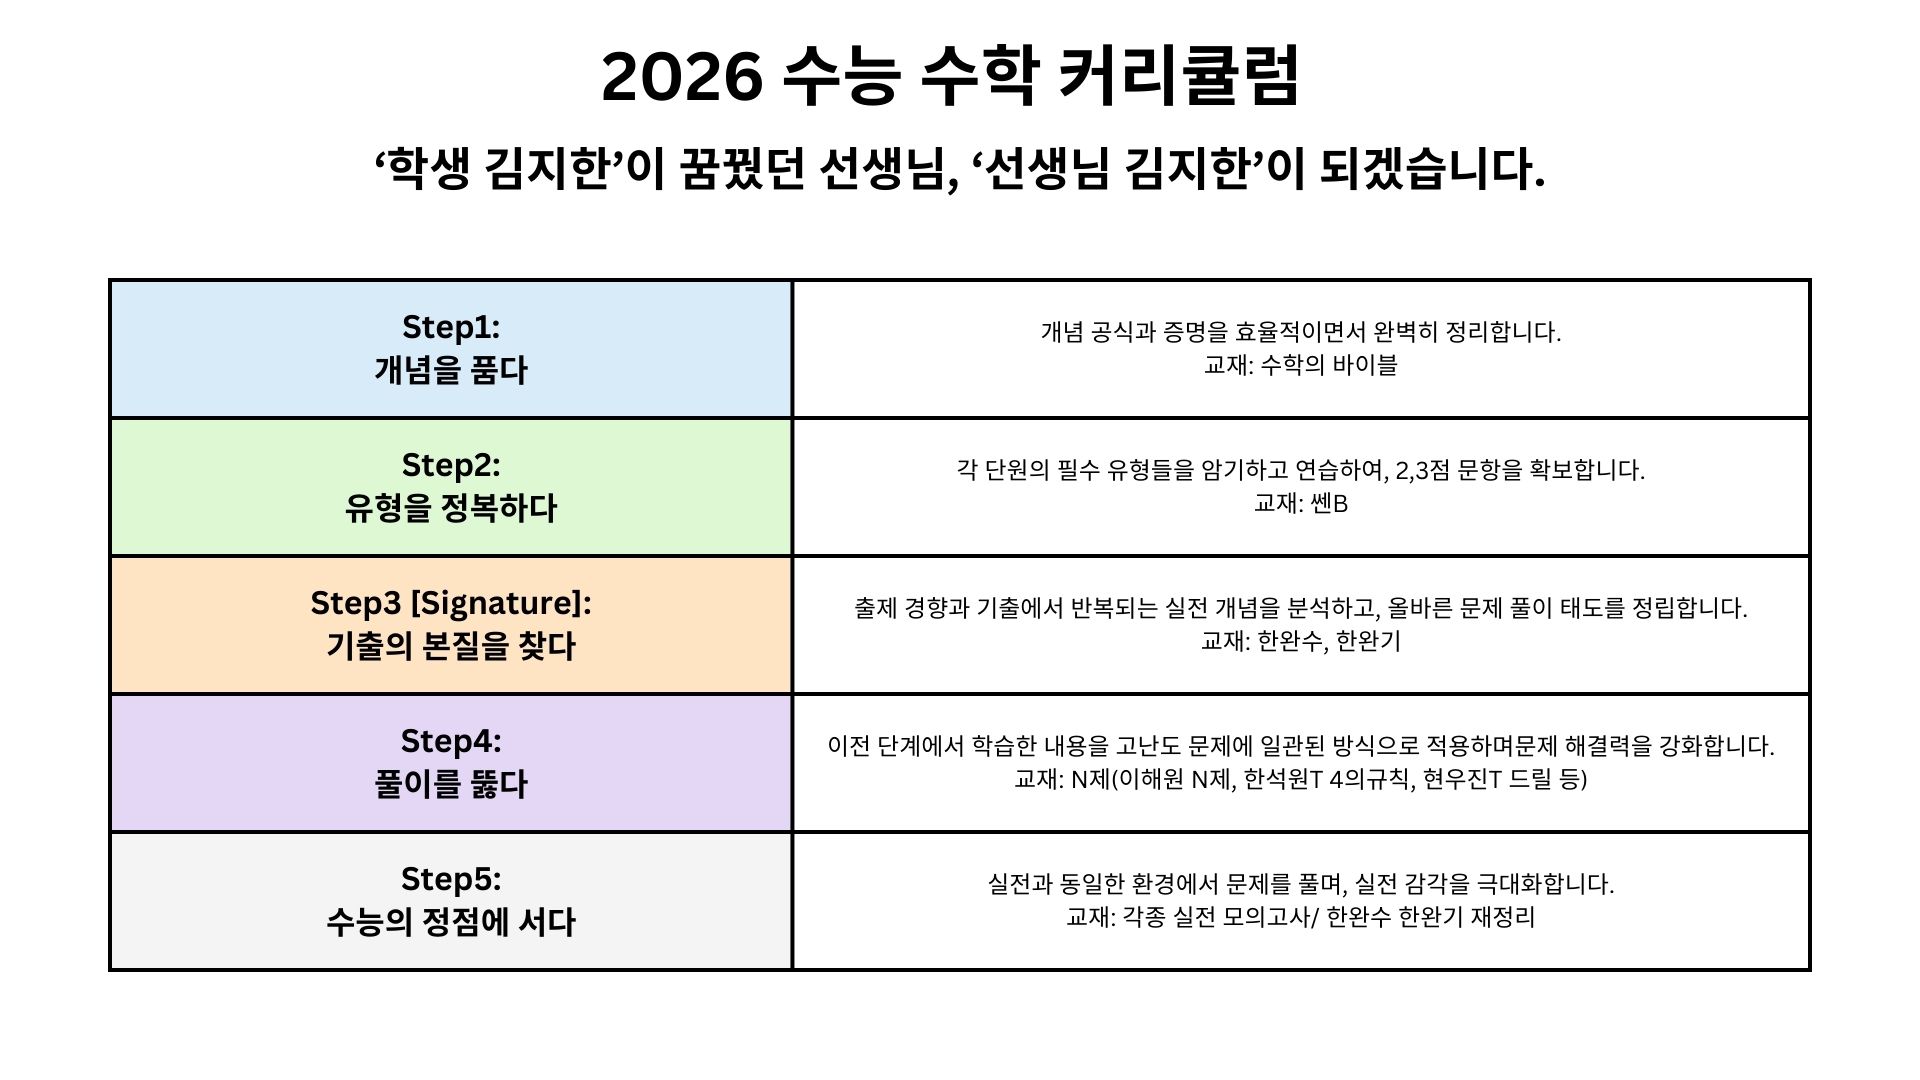 2026 수능 수학 커리큘럼
‘학생 김지한’이 꿈꿨던 선생님, ‘선생님 김지한’이 되겠습니다.
Step1:
개념을 품다
개념 공식과 증명을 효율적이면서 완벽히 정리합니다.
교재: 수학의 바이블
Step2:
유형을 정복하다
각 단원의 필수 유형들을 암기하고 연습하여, 2,3점 문항을 확보합니다.
교재: 쎈B
Step3 [Signature]:
기출의 본질을 찾다
출제 경향과 기출에서 반복되는 실전 개념을 분석하고, 올바른 문제 풀이 태도를 정립합니다.
교재: 한완수, 한완기
Step4:
풀이를 뚫다
이전 단계에서 학습한 내용을 고난도 문제에 일관된 방식으로 적용하며문제 해결력을 강화합니다.
교재: N제(이해원 N제, 한석원T 4의규칙, 현우진T 드릴 등)
Step5:
수능의 정점에 서다
실전과 동일한 환경에서 문제를 풀며, 실전 감각을 극대화합니다.
교재: 각종 실전 모의고사/ 한완수 한완기 재정리